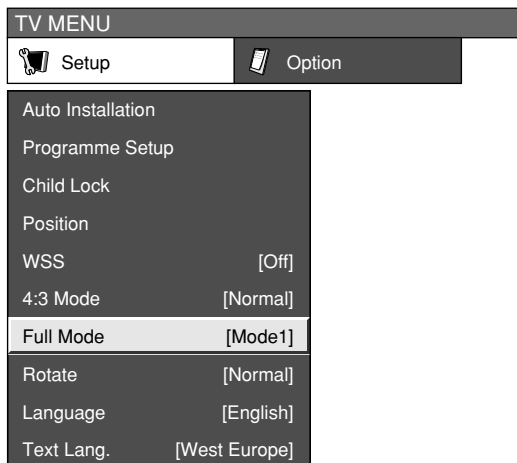 TV MENU
Setup Option
Auto Installation
Programme Setup
Child Lock
Position
WSS [Off]
4:3 Mode [Normal]
Full Mode [Mode1]
Rotate [Normal]
Language [English]
Text Lang. [West Europe]